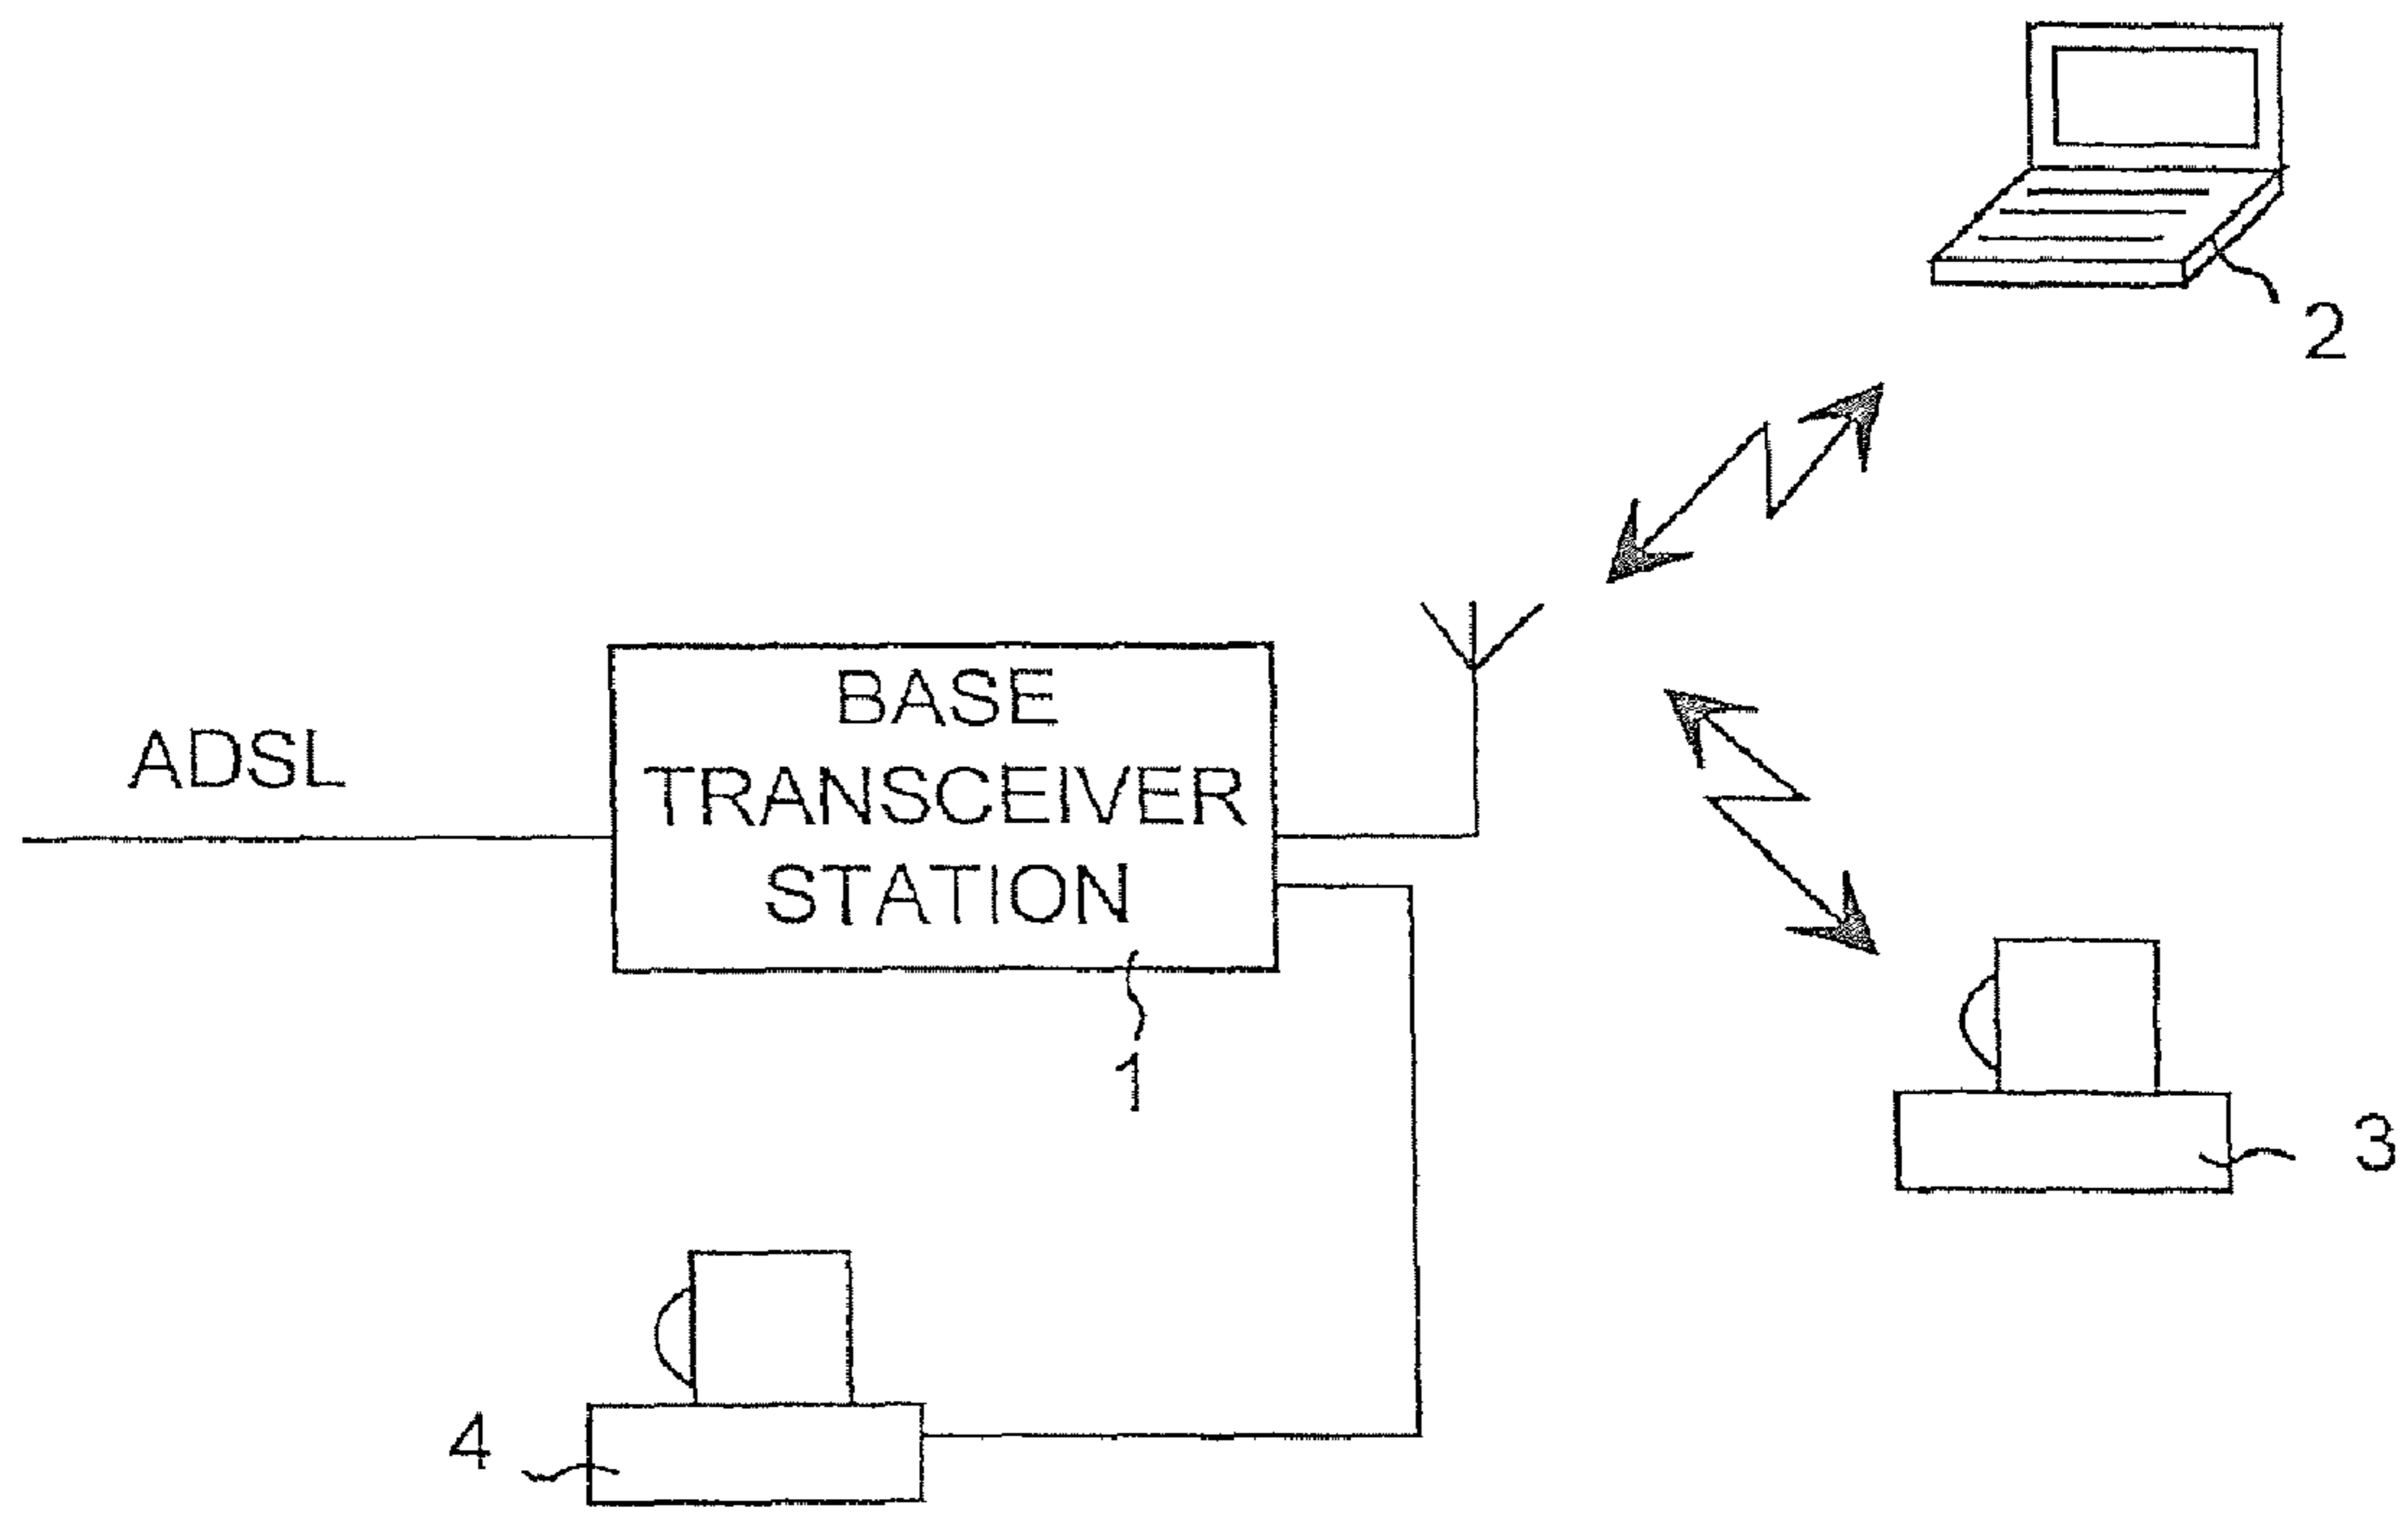 2
BASE
TRANSCEIVER
STATION
ADSL
1
3
4